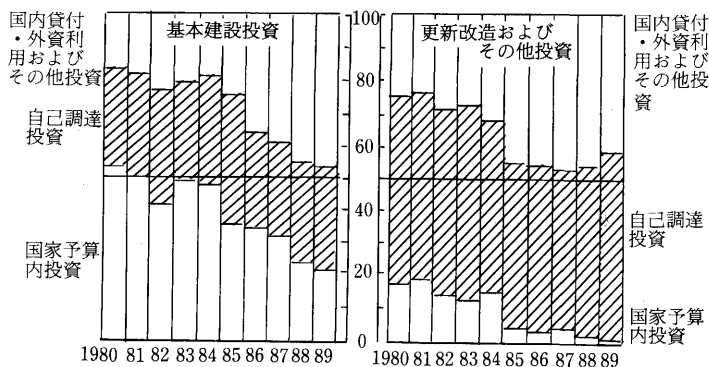 国内貸付
・外資利
用および
その他投資
自己調達
投資
国家予算
内投資
基本建設投資
1980 81 82 83 84 85 86 87 88 89
100
80
60
40
20
0
更新改造および
その他投資
1980 81 82 83 84 85 86 87 88 89
国内貸付
・外資利
用および
その他投
資
自己調達
投資
国家予算
内投資